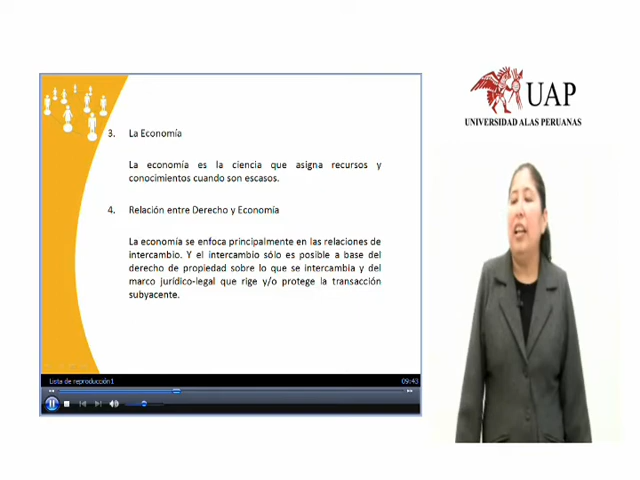 3. La Economía
La economía es la ciencia que asigna recursos y
conocimientos cuando son escasos.
4. Relación entre Derecho y Economía
La economía se enfoca principalmente en las relaciones de
intercambio. Y el intercambio sólo es posible a base del
derecho de propiedad sobre lo que se intercambia y del
marco jurídico-legal que rige y/o protege la transacción
subyacente.
Lista de reproducción1
09:43
UAP
UNIVERSIDAD ALAS PERUANAS